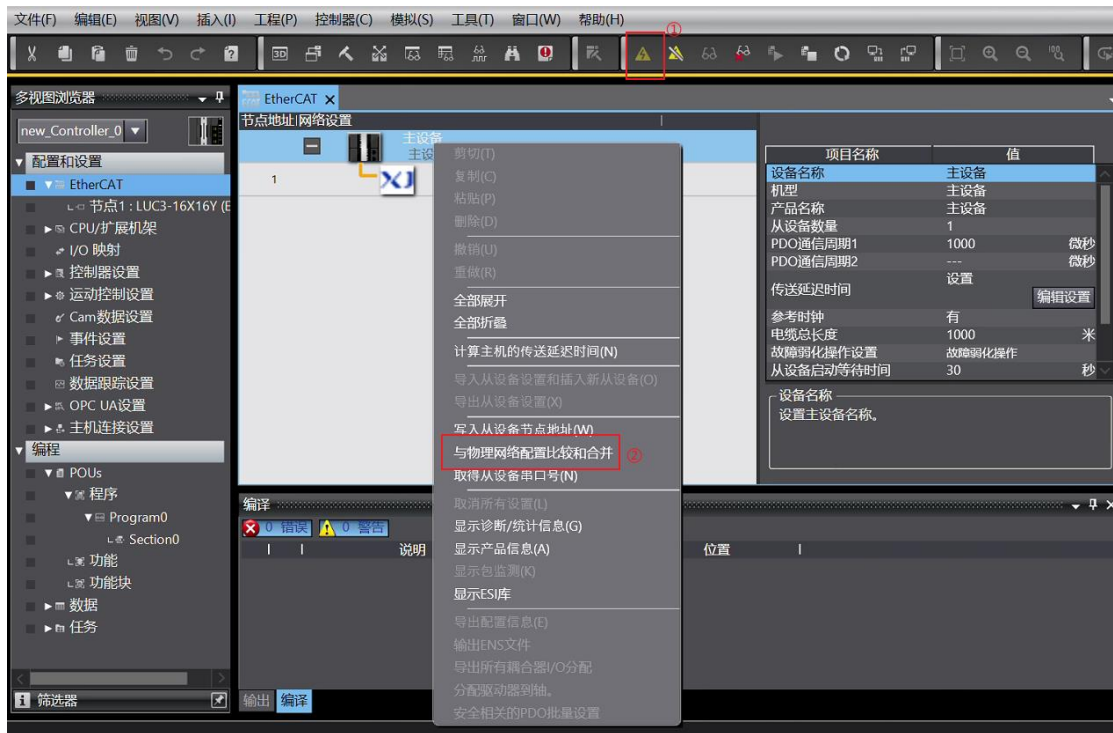 文件(F) 编辑(E) 视图(V) 插入(I) 工程(P) 控制器(C) 模拟(S) 工具(T) 窗口(W) 帮助(H)
①
多视图浏览器
new_Controller_0
配置和设置
EtherCAT
节点1 : LUC3-16X16Y (E
CPU/扩展机架
I/O 映射
控制器设置
运动控制设置
Cam数据设置
事件设置
任务设置
数据跟踪设置
OPC UA设置
主机连接设置
编程
POUs
程序
Program0
Section0
功能
功能块
数据
任务
筛选器
EtherCAT
节点地址|网络设置
主设备
主设
1
XJ
剪切(T)
复制(C)
粘贴(P)
删除(D)
撤销(U)
重做(R)
全部展开
全部折叠
计算主机的传送延迟时间(N)
导入从设备设置和插入新从设备(O)
导出从设备设置(X)
写入从设备节点地址(W)
与物理网络配置比较和合并 ②
取得从设备串口号(N)
取消所有设置(L)
显示诊断/统计信息(G)
显示产品信息(A)
显示包监测(K)
显示ESI库
导出配置信息(E)
输出ENS文件
导出所有耦合器I/O分配
分配驱动器到轴。
安全相关的PDO批量设置
项目名称 值
设备名称 主设备
机型 主设备
产品名称 主设备
从设备数量 1
PDO通信周期1 1000 微秒
PDO通信周期2 --- 微秒
传送延迟时间 设置 编辑设置
参考时钟 有
电缆总长度 1000 米
故障弱化操作设置 故障弱化操作
从设备启动等待时间 30 秒
设备名称
设置主设备名称。
编译
0 错误 0 警告
说明 位置
输出 编译